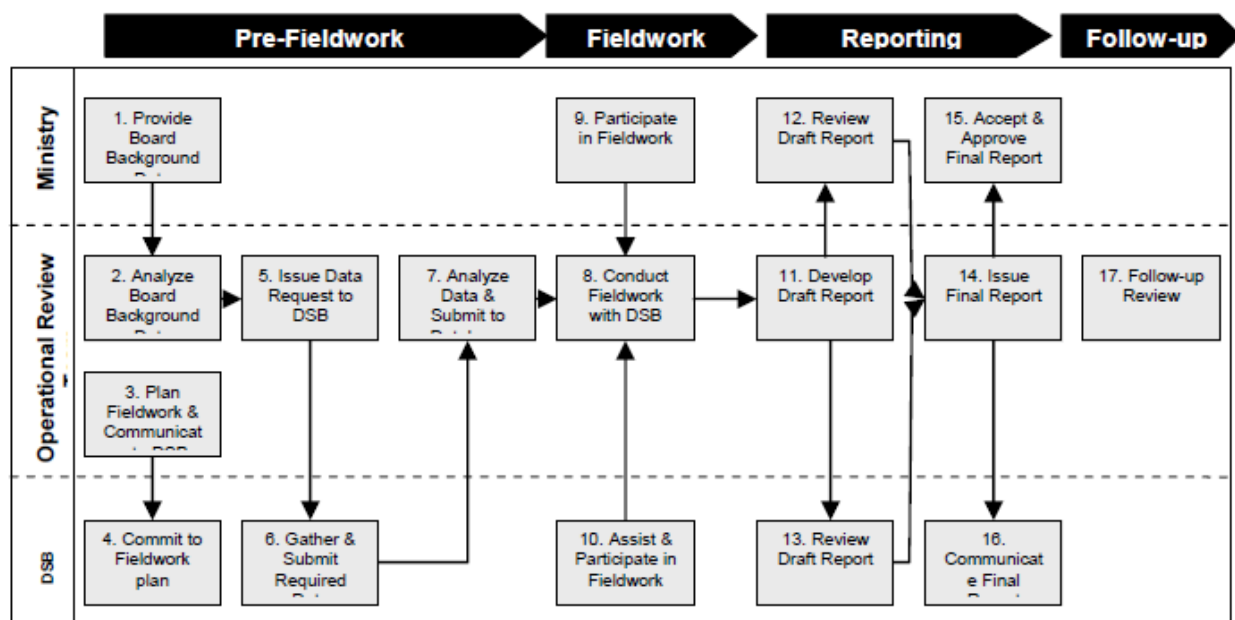 Pre-Fieldwork
Fieldwork
Reporting
Follow-up
Ministry
1. Provide
Board
Background
9. Participate
in Fieldwork
12. Review
Draft Report
15. Accept &
Approve
Final Report
Operational Review
2. Analyze
Board
Background
5. Issue Data
Request to
DSB
7. Analyze
Data &
Submit to
8. Conduct
Fieldwork
with DSB
11. Develop
Draft Report
14. Issue
Final Report
17. Follow-up
Review
3. Plan
Fieldwork &
Communicat
DSB
4. Commit to
Fieldwork
plan
6. Gather &
Submit
Required
10. Assist &
Participate in
Fieldwork
13. Review
Draft Report
16.
Communicat
e Final